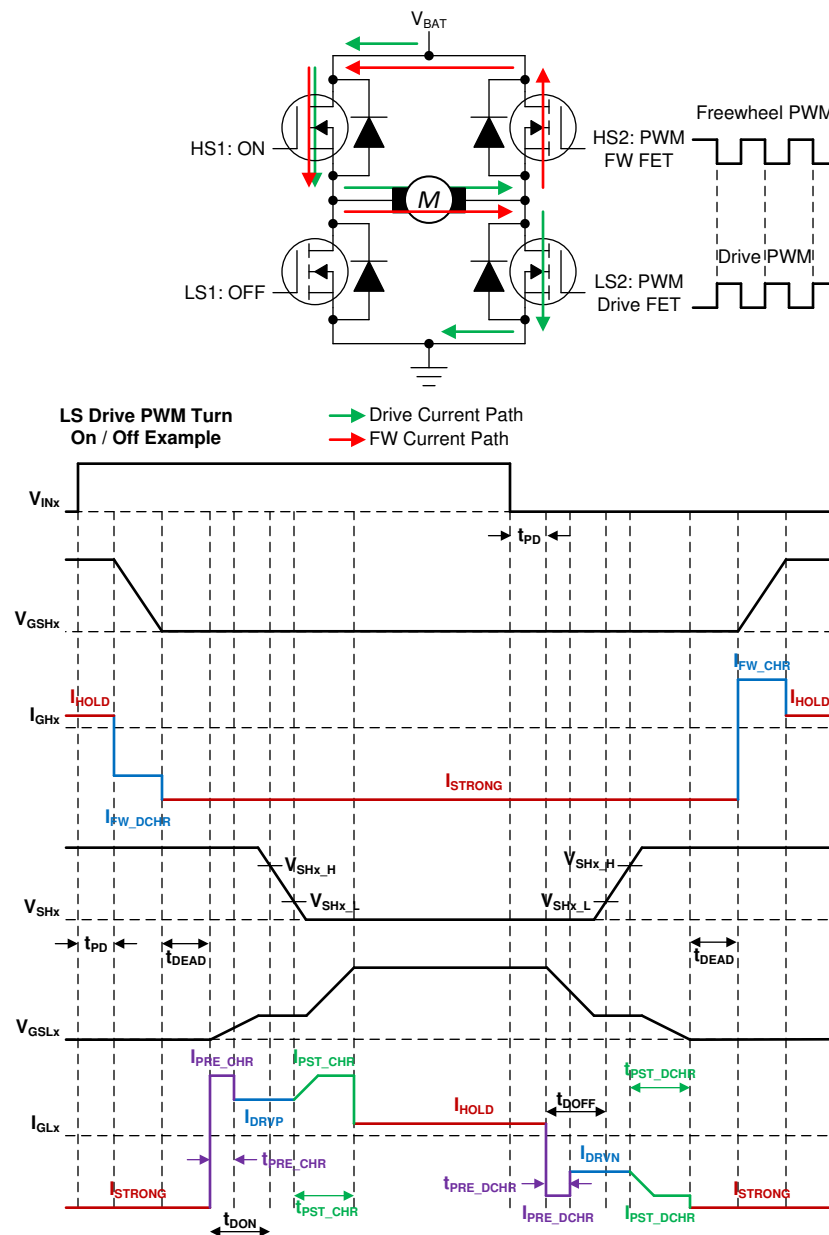 VBAT
Freewheel PWM
HS1: ON
HS2: PWM
FW FET
M
Drive PWM
LS1: OFF
LS2: PWM
Drive FET
LS Drive PWM Turn
On / Off Example
Drive Current Path
FW Current Path
VINx
tPD
VGSHx
IFW_CHR
IHOLD
IHOLD
IGHx
ISTRONG
IFW_DCHR
VSHx_H
VSHx_H
VSHx_L
VSHx_L
VSHx
tPD
tDEAD
tDEAD
VGSLx
IPRE_CHR
IPST_CHR
tPST_DCHR
IHOLD
tDOFF
IDRVP
IGLx
IDRVN
tPRE_CHR
tPRE_DCHR
ISTRONG
tPST_CHR
IPRE_DCHR
IPST_DCHR
ISTRONG
tDON